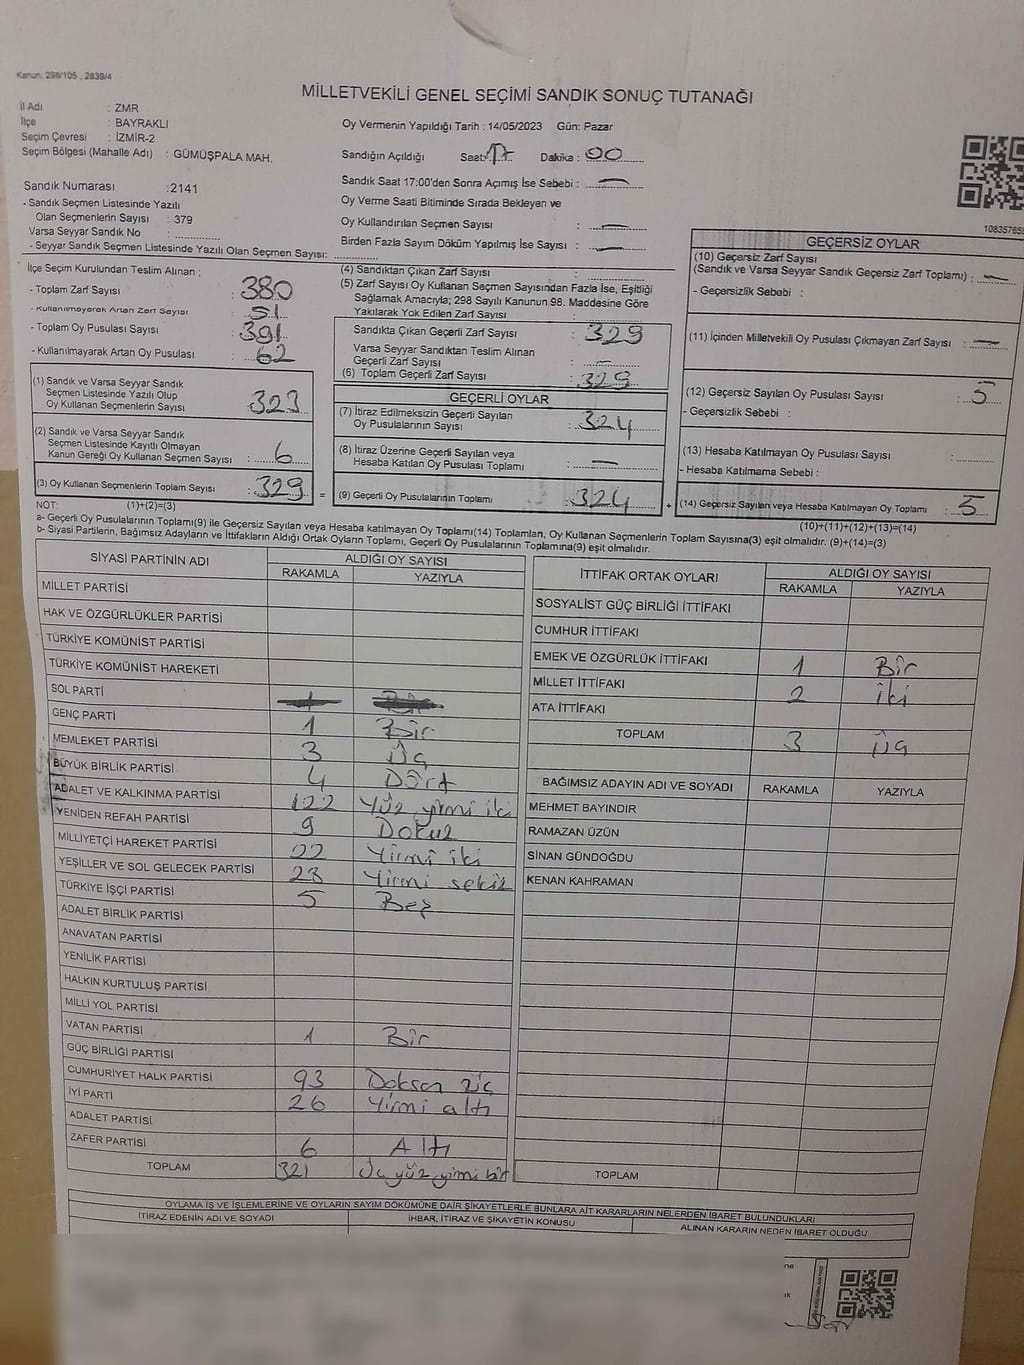 Kanun: 298/105 , 2839/4
MİLLETVEKİLİ GENEL SEÇİMİ SANDIK SONUÇ TUTANAĞI
İl Adı : ZMR
İlçe : BAYRAKLI
Seçim Çevresi : İZMİR-2
Seçim Bölgesi (Mahalle Adı) : GÜMÜŞPALA MAH.
Oy Vermenin Yapıldığı Tarih : 14/05/2023 Gün: Pazar
Sandığın Açıldığı Saat: 17 Dakika : 00
Sandık Saat 17:00'den Sonra Açımış İse Sebebi : —
Oy Verme Saati Bitiminde Sırada Bekleyen ve
Oy Kullandırılan Seçmen Sayısı : —
Birden Fazla Sayım Döküm Yapılmış İse Sayısı : —
Sandık Numarası :2141
- Sandık Seçmen Listesinde Yazılı
Olan Seçmenlerin Sayısı : 379
Varsa Seyyar Sandık No :
- Seyyar Sandık Seçmen Listesinde Yazılı Olan Seçmen Sayısı:
İlçe Seçim Kurulundan Teslim Alınan ;
- Toplam Zarf Sayısı : 380
- Kullanılmayarak Artan Zarf Sayısı : 51
- Toplam Oy Pusulası Sayısı : 391
- Kullanılmayarak Artan Oy Pusulası : 62
(1) Sandık ve Varsa Seyyar Sandık
Seçmen Listesinde Yazılı Olup
Oy Kullanan Seçmenlerin Sayısı : 323
(2) Sandık ve Varsa Seyyar Sandık
Seçmen Listesinde Kayıtlı Olmayan
Kanun Gereği Oy Kullanan Seçmen Sayısı : 6
(3) Oy Kullanan Seçmenlerin Toplam Sayısı : 329 =
(4) Sandıktan Çıkan Zarf Sayısı :
(5) Zarf Sayısı Oy Kullanan Seçmen Sayısından Fazla İse, Eşitliği
Sağlamak Amacıyla; 298 Sayılı Kanunun 98. Maddesine Göre
Yakılarak Yok Edilen Zarf Sayısı :
Sandıkta Çıkan Geçerli Zarf Sayısı : 329
Varsa Seyyar Sandıktan Teslim Alınan
Geçerli Zarf Sayısı : —
(6) Toplam Geçerli Zarf Sayısı : 329
GEÇERLİ OYLAR
(7) İtiraz Edilmeksizin Geçerli Sayılan
Oy Pusulalarının Sayısı : 324
(8) İtiraz Üzerine Geçerli Sayılan veya
Hesaba Katılan Oy Pusulası Toplamı : —
(9) Geçerli Oy Pusulalarının Toplamı : 324 +
GEÇERSİZ OYLAR
(10) Geçersiz Zarf Sayısı
(Sandık ve Varsa Seyyar Sandık Geçersiz Zarf Toplamı) : —
- Geçersizlik Sebebi :
(11) İçinden Milletvekili Oy Pusulası Çıkmayan Zarf Sayısı : —
(12) Geçersiz Sayılan Oy Pusulası Sayısı : 5
- Geçersizlik Sebebi :
(13) Hesaba Katılmayan Oy Pusulası Sayısı :
- Hesaba Katılmama Sebebi :
(14) Geçersiz Sayılan veya Hesaba Katılmayan Oy Toplamı : 5
NOT: (1)+(2)=(3)
(10)+(11)+(12)+(13)=(14)
a- Geçerli Oy Pusulalarının Toplamı(9) ile Geçersiz Sayılan veya Hesaba katılmayan Oy Toplamı(14) Toplamları, Oy Kullanan Seçmenlerin Toplam Sayısına(3) eşit olmalıdır. (9)+(14)=(3)
b- Siyasi Partilerin, Bağımsız Adayların ve İttifakların Aldığı Ortak Oyların Toplamı, Geçerli Oy Pusulalarının Toplamına(9) eşit olmalıdır.
SİYASİ PARTİNİN ADI ALDIĞI OY SAYISI
RAKAMLA YAZIYLA
MİLLET PARTİSİ
HAK VE ÖZGÜRLÜKLER PARTİSİ
TÜRKİYE KOMÜNİST PARTİSİ
TÜRKİYE KOMÜNİST HAREKETİ
SOL PARTİ
GENÇ PARTİ 1 Bir
MEMLEKET PARTİSİ 3 Üç
BÜYÜK BİRLİK PARTİSİ 4 Dört
ADALET VE KALKINMA PARTİSİ 122 Yüz yirmi iki
YENİDEN REFAH PARTİSİ 9 Dokuz
MİLLİYETÇİ HAREKET PARTİSİ 22 Yirmi iki
YEŞİLLER VE SOL GELECEK PARTİSİ 28 Yirmi sekiz
TÜRKİYE İŞÇİ PARTİSİ 5 Beş
ADALET BİRLİK PARTİSİ
ANAVATAN PARTİSİ
YENİLİK PARTİSİ
HALKIN KURTULUŞ PARTİSİ
MİLLİ YOL PARTİSİ
VATAN PARTİSİ 1 Bir
GÜÇ BİRLİĞİ PARTİSİ
CUMHURİYET HALK PARTİSİ 93 Doksan üç
İYİ PARTİ 26 Yirmi altı
ADALET PARTİSİ
ZAFER PARTİSİ 6 Altı
TOPLAM 321 Üç yüz yirmi bir
İTTİFAK ORTAK OYLARI ALDIĞI OY SAYISI
RAKAMLA YAZIYLA
SOSYALİST GÜÇ BİRLİĞİ İTTİFAKI
CUMHUR İTTİFAKI
EMEK VE ÖZGÜRLÜK İTTİFAKI 1 Bir
MİLLET İTTİFAKI 2 iki
ATA İTTİFAKI
TOPLAM 3 üç
BAĞIMSIZ ADAYIN ADI VE SOYADI ALDIĞI OY SAYISI
RAKAMLA YAZIYLA
MEHMET BAYINDIR
RAMAZAN ÜZÜN
SİNAN GÜNDOĞDU
KENAN KAHRAMAN
TOPLAM
OYLAMA İŞ VE İŞLEMLERİNE VE OYLARIN SAYIM DÖKÜMÜNE DAİR ŞİKAYETLERLE BUNLARA AİT KARARLARIN NELERDEN İBARET BULUNDUKLARI
İTİRAZ EDENİN ADI VE SOYADI İHBAR, İTİRAZ VE ŞİKAYETİN KONUSU ALINAN KARARIN NEDEN İBARET OLDUĞU